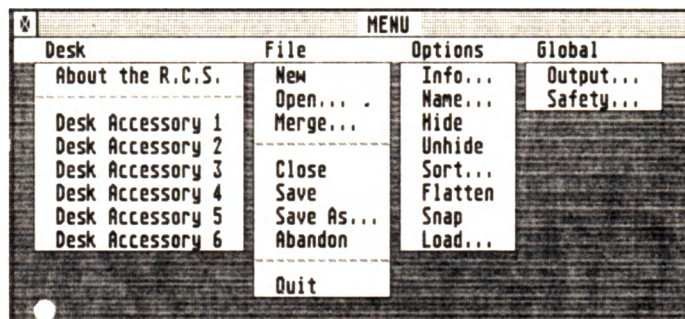 MENU
Desk File Options Global
About the R.C.S.
Desk Accessory 1
Desk Accessory 2
Desk Accessory 3
Desk Accessory 4
Desk Accessory 5
Desk Accessory 6
New
Open...
Merge...
Close
Save
Save As...
Abandon
Quit
Info...
Name...
Hide
Unhide
Sort...
Flatten
Snap
Load...
Output...
Safety...